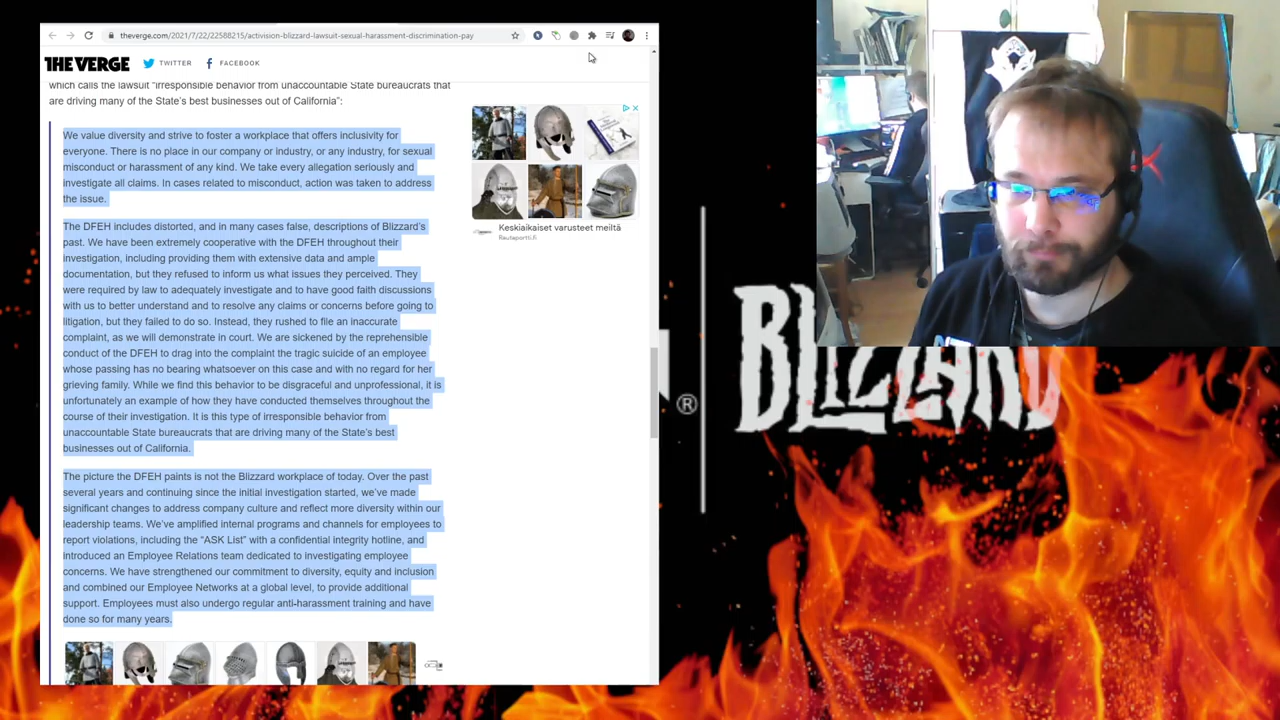 theverge.com/2021/7/22/22588215/activision-blizzard-lawsuit-sexual-harassment-discrimination-pay
THE VERGE
TWITTER
FACEBOOK
which calls the lawsuit "irresponsible behavior from unaccountable State bureaucrats that
are driving many of the State's best businesses out of California":
We value diversity and strive to foster a workplace that offers inclusivity for
everyone. There is no place in our company or industry, or any industry, for sexual
misconduct or harassment of any kind. We take every allegation seriously and
investigate all claims. In cases related to misconduct, action was taken to address
the issue.
The DFEH includes distorted, and in many cases false, descriptions of Blizzard's
past. We have been extremely cooperative with the DFEH throughout their
investigation, including providing them with extensive data and ample
documentation, but they refused to inform us what issues they perceived. They
were required by law to adequately investigate and to have good faith discussions
with us to better understand and to resolve any claims or concerns before going to
litigation, but they failed to do so. Instead, they rushed to file an inaccurate
complaint, as we will demonstrate in court. We are sickened by the reprehensible
conduct of the DFEH to drag into the complaint the tragic suicide of an employee
whose passing has no bearing whatsoever on this case and with no regard for her
grieving family. While we find this behavior to be disgraceful and unprofessional, it is
unfortunately an example of how they have conducted themselves throughout the
course of their investigation. It is this type of irresponsible behavior from
unaccountable State bureaucrats that are driving many of the State's best
businesses out of California.
The picture the DFEH paints is not the Blizzard workplace of today. Over the past
several years and continuing since the initial investigation started, we've made
significant changes to address company culture and reflect more diversity within our
leadership teams. We've amplified internal programs and channels for employees to
report violations, including the "ASK List" with a confidential integrity hotline, and
introduced an Employee Relations team dedicated to investigating employee
concerns. We have strengthened our commitment to diversity, equity and inclusion
and combined our Employee Networks at a global level, to provide additional
support. Employees must also undergo regular anti-harassment training and have
done so for many years.
Keskiaikaiset varusteet meiltä
Rautaportti.fi
®
BLIZZARD